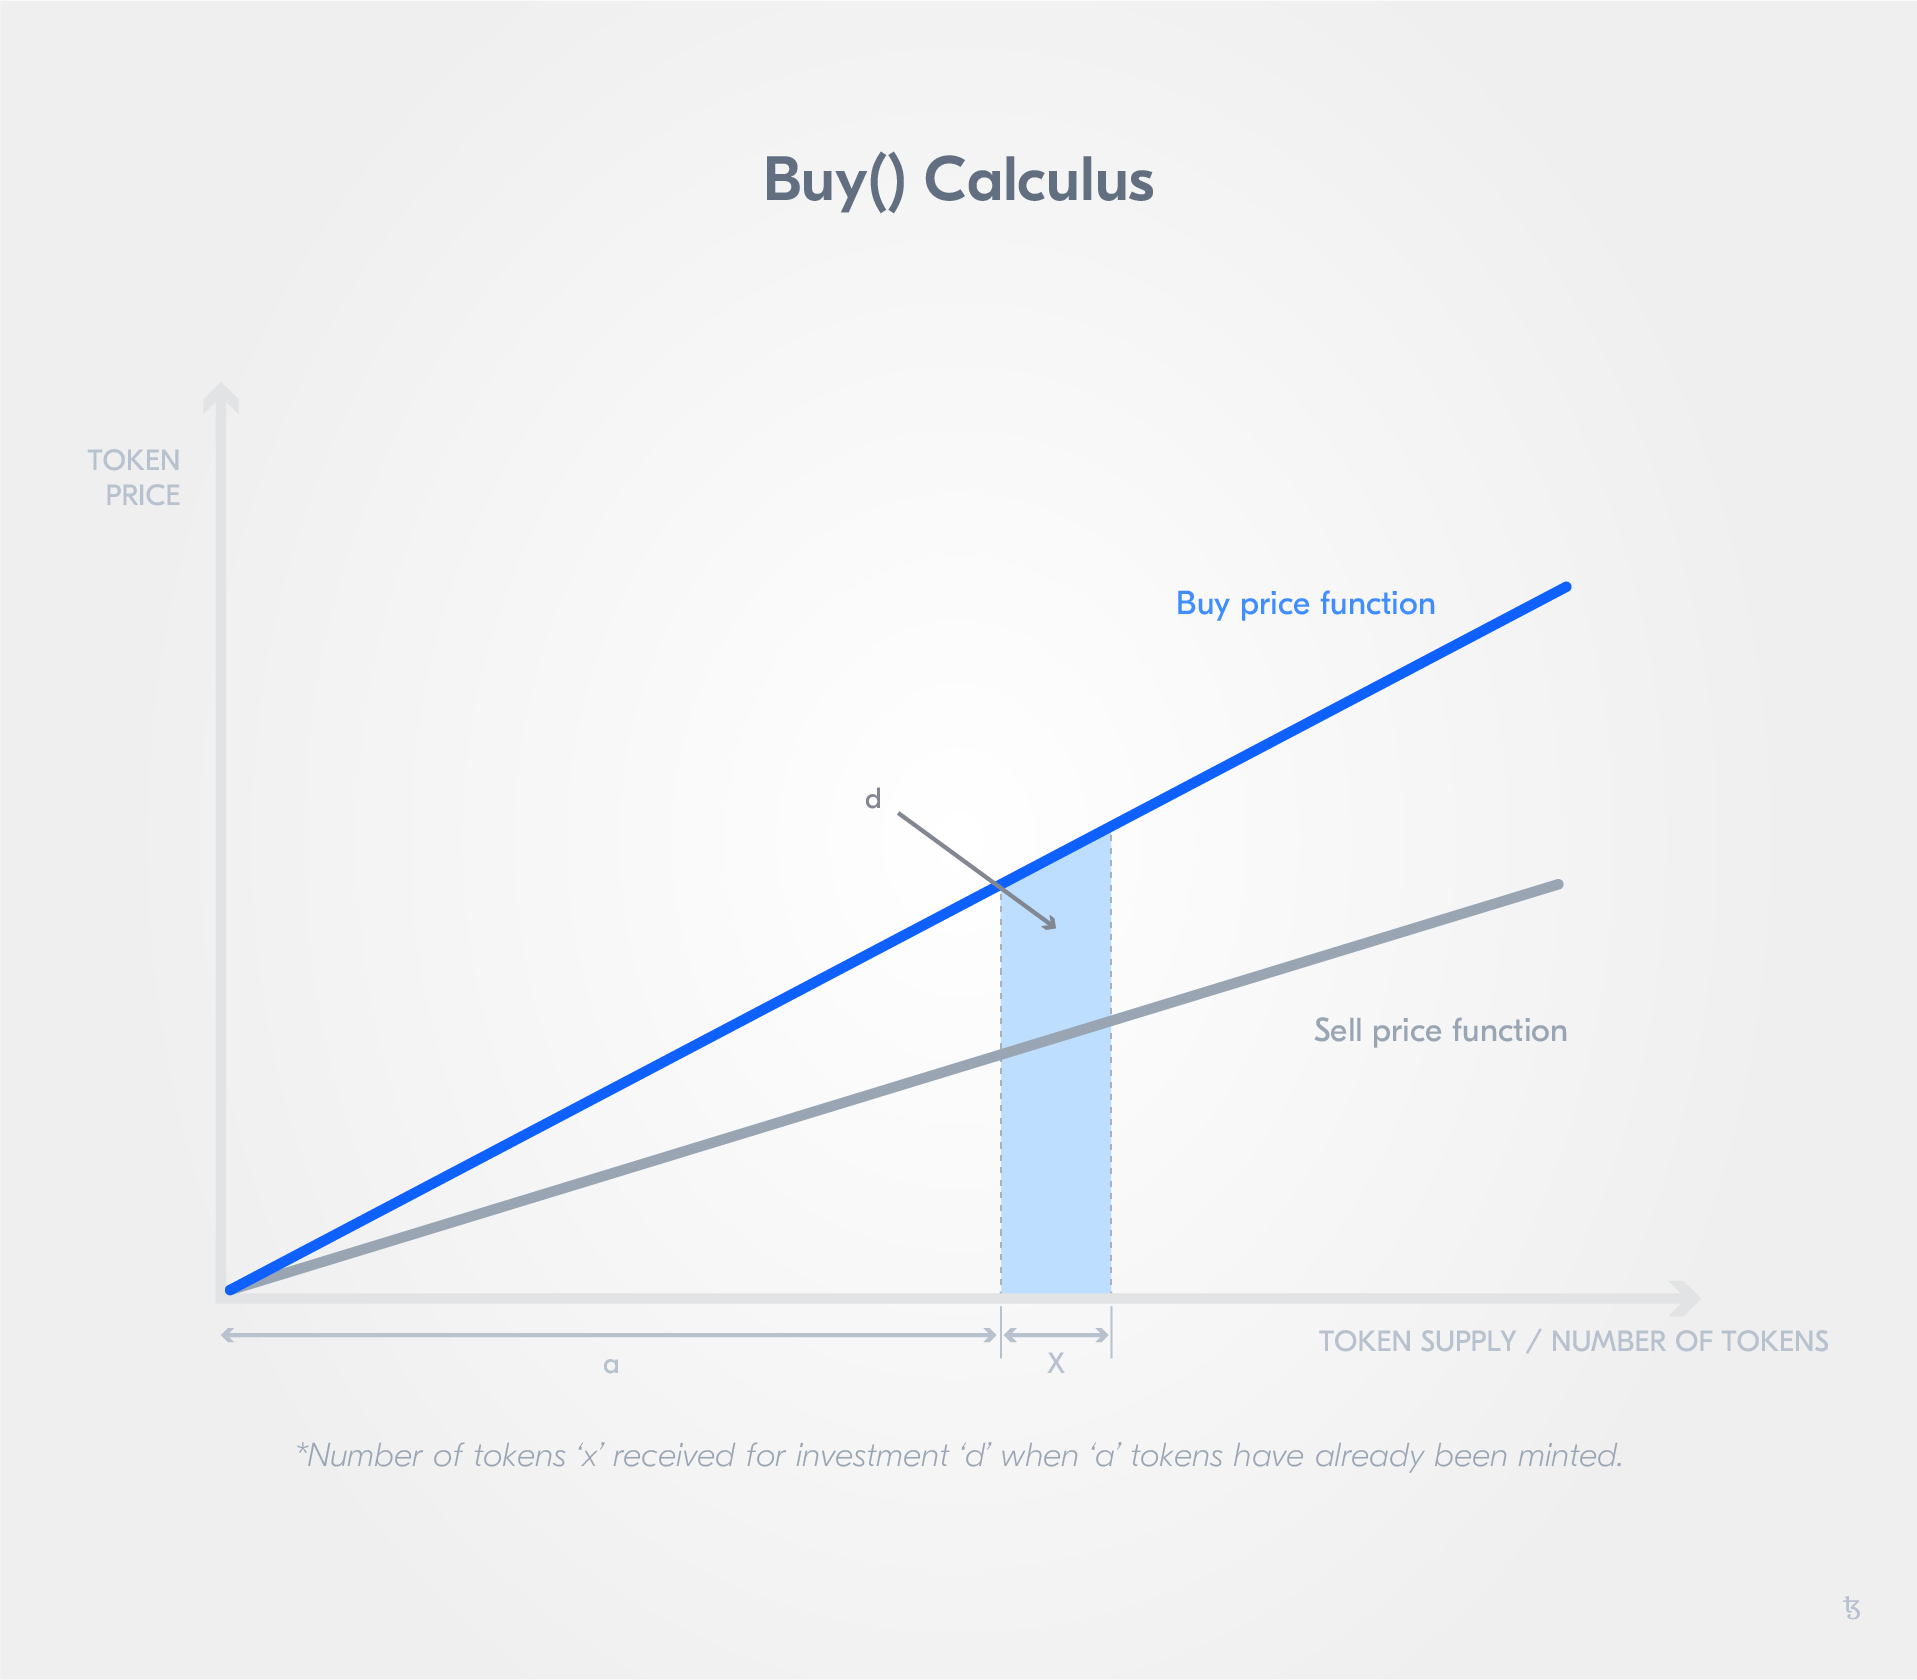 Buy() Calculus
TOKEN
PRICE
Buy price function
d
Sell price function
TOKEN SUPPLY / NUMBER OF TOKENS
a
X
*Number of tokens ‘x’ received for investment ‘d’ when ‘a’ tokens have already been minted.
ꜩ